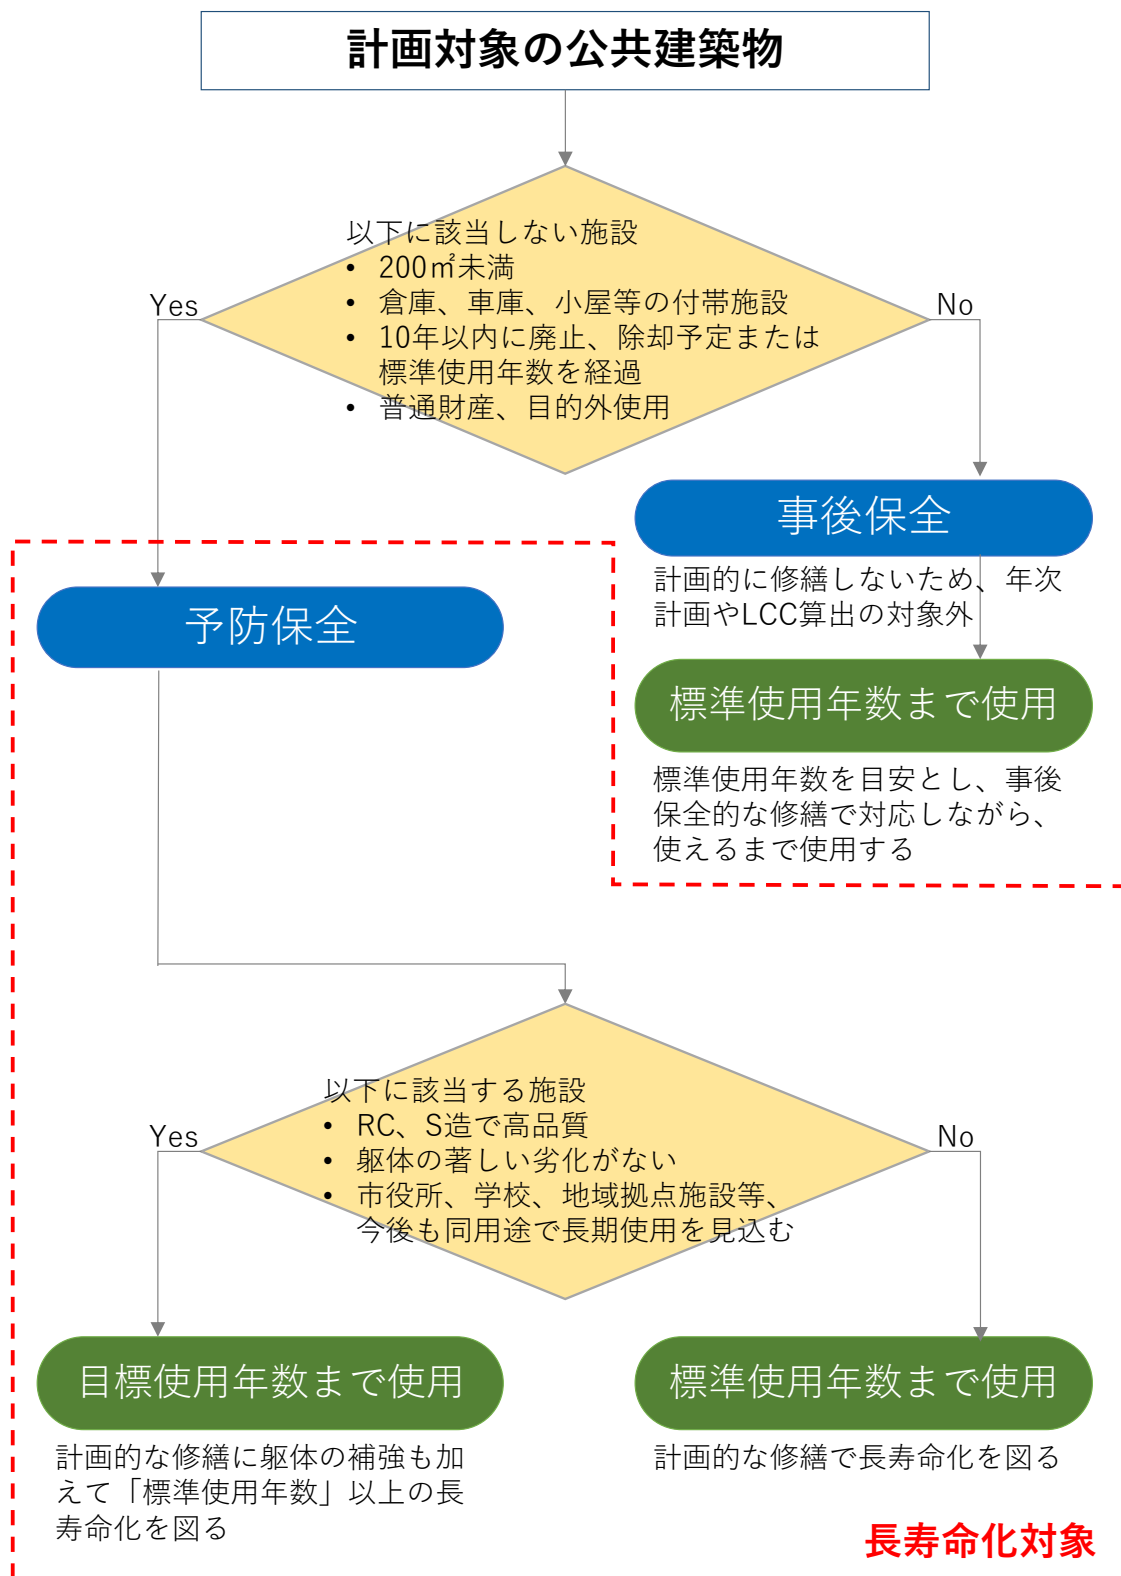 計画対象の公共建築物
以下に該当しない施設
• 200㎡未満
• 倉庫、車庫、小屋等の付帯施設
• 10年以内に廃止、除却予定または
標準使用年数を経過
• 普通財産、目的外使用
Yes
No
事後保全
計画的に修繕しないため、年次
計画やLCC算出の対象外
予防保全
標準使用年数まで使用
標準使用年数を目安とし、事後
保全的な修繕で対応しながら、
使えるまで使用する
以下に該当する施設
• RC、S造で高品質
• 躯体の著しい劣化がない
• 市役所、学校、地域拠点施設等、
今後も同用途で長期使用を見込む
Yes
No
目標使用年数まで使用
計画的な修繕に躯体の補強も加
えて「標準使用年数」以上の長
寿命化を図る
標準使用年数まで使用
計画的な修繕で長寿命化を図る
長寿命化対象